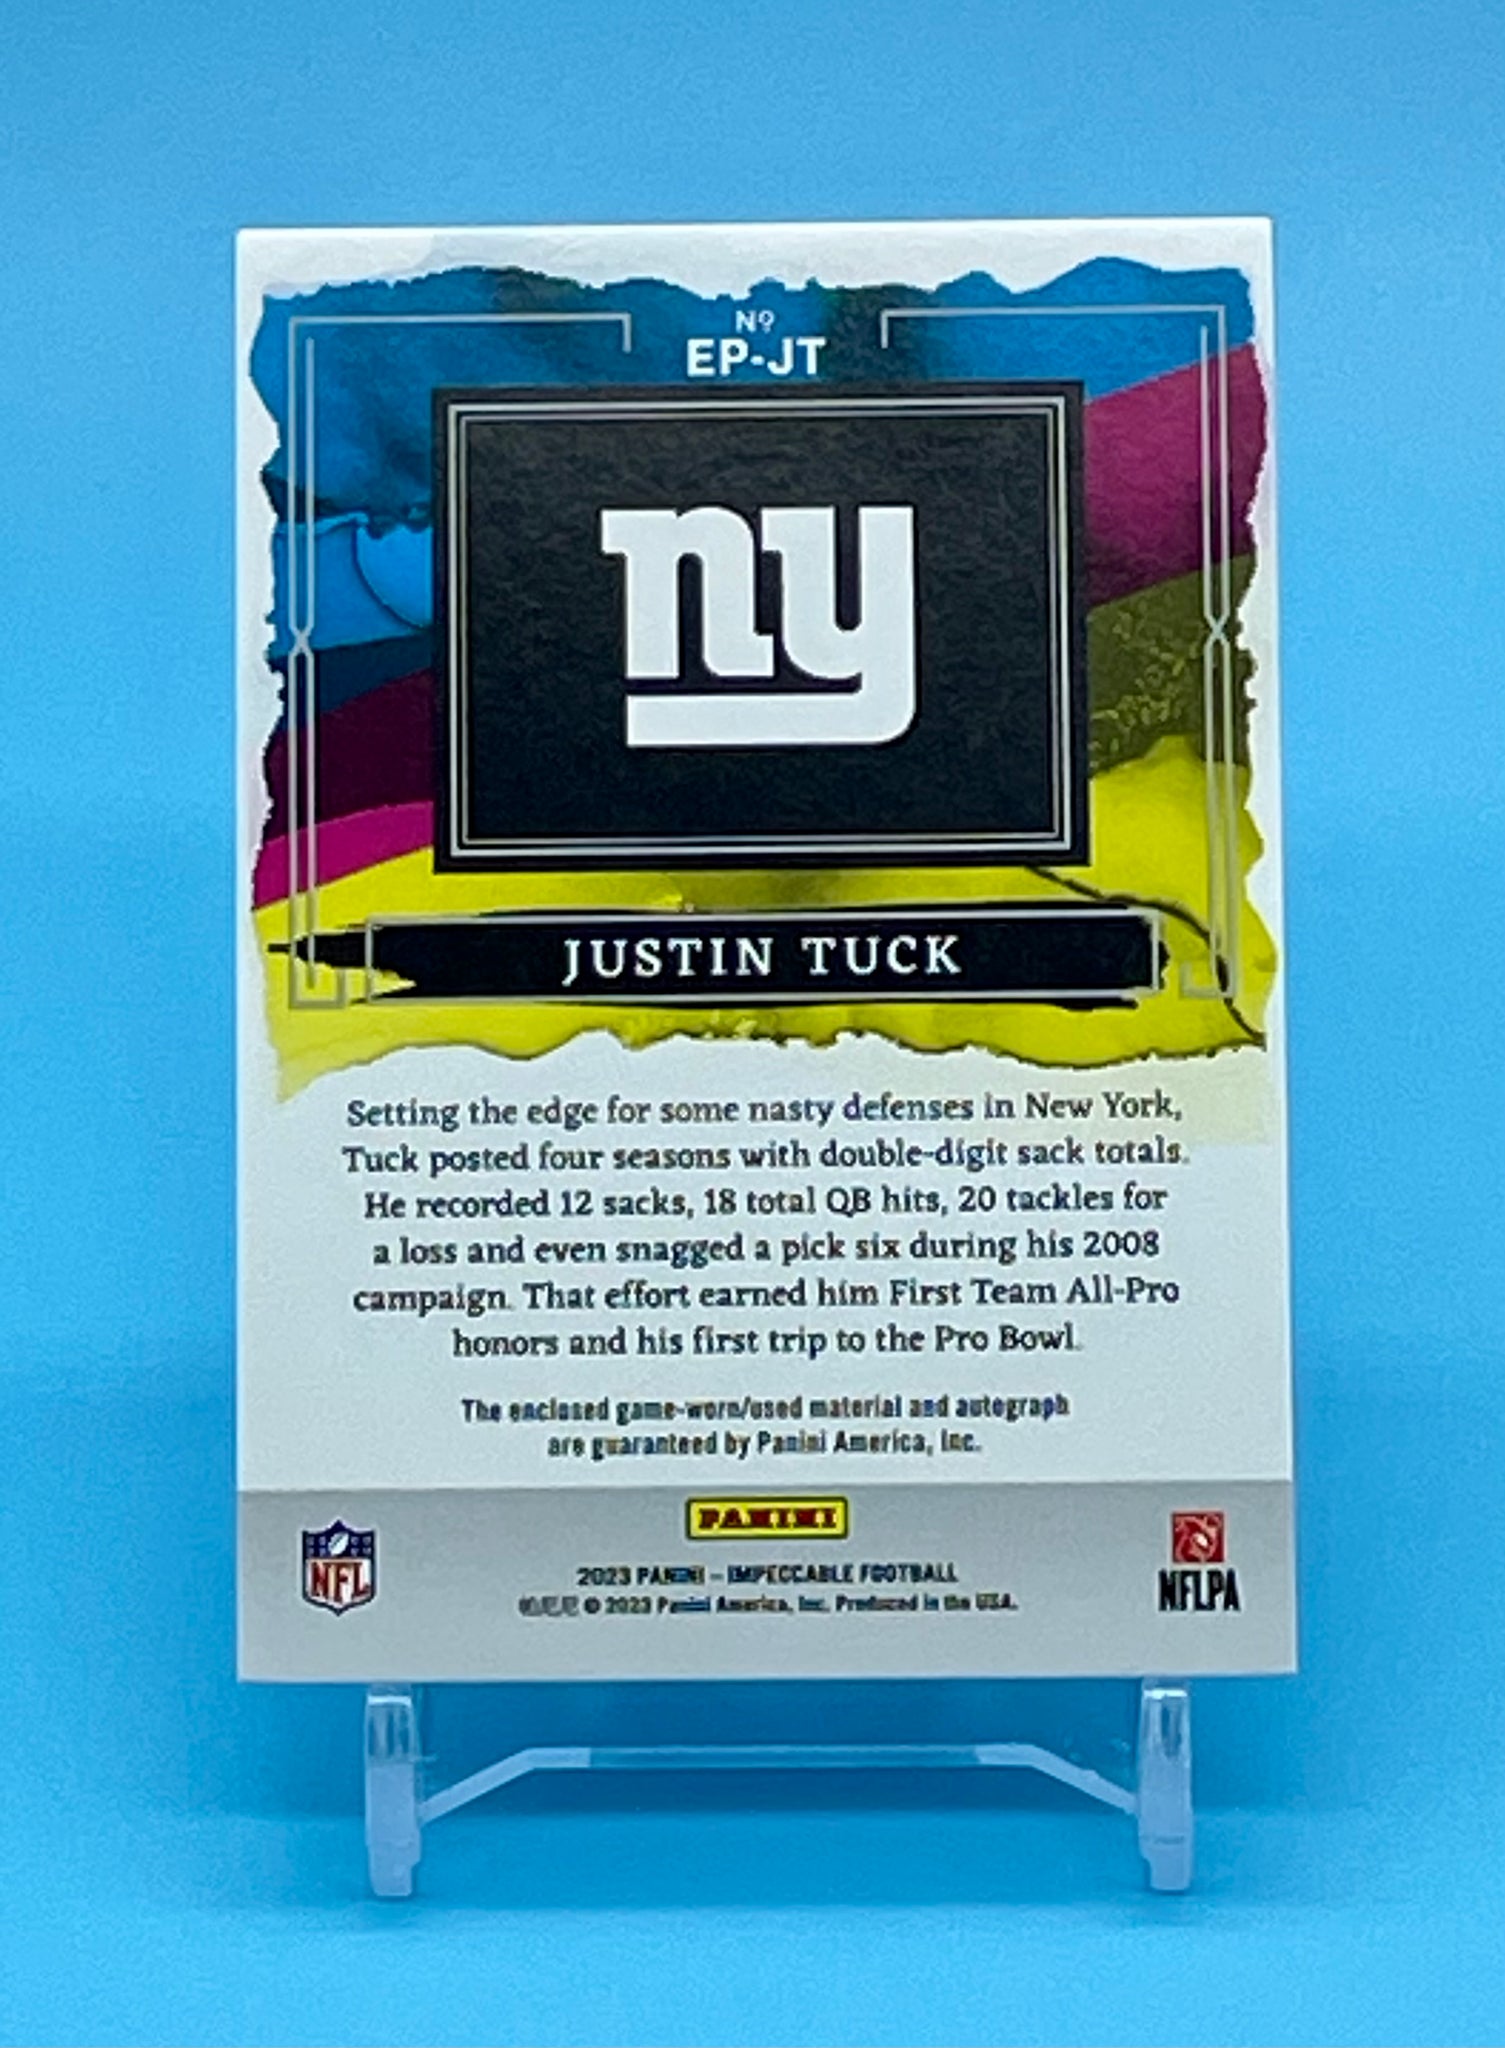 Nº
EP-JT
ny
JUSTIN TUCK
Setting the edge for some nasty defenses in New York,
Tuck posted four seasons with double-digit sack totals.
He recorded 12 sacks, 18 total QB hits, 20 tackles for
a loss and even snagged a pick six during his 2008
campaign. That effort earned him First Team All-Pro
honors and his first trip to the Pro Bowl.
The enclosed game-worn/used material and autograph
are guaranteed by Panini America, Inc.
PANINI
NFL
2023 PANINI – IMPECCABLE FOOTBALL
© 2023 Panini America, Inc. Produced in the USA.
NFLPA